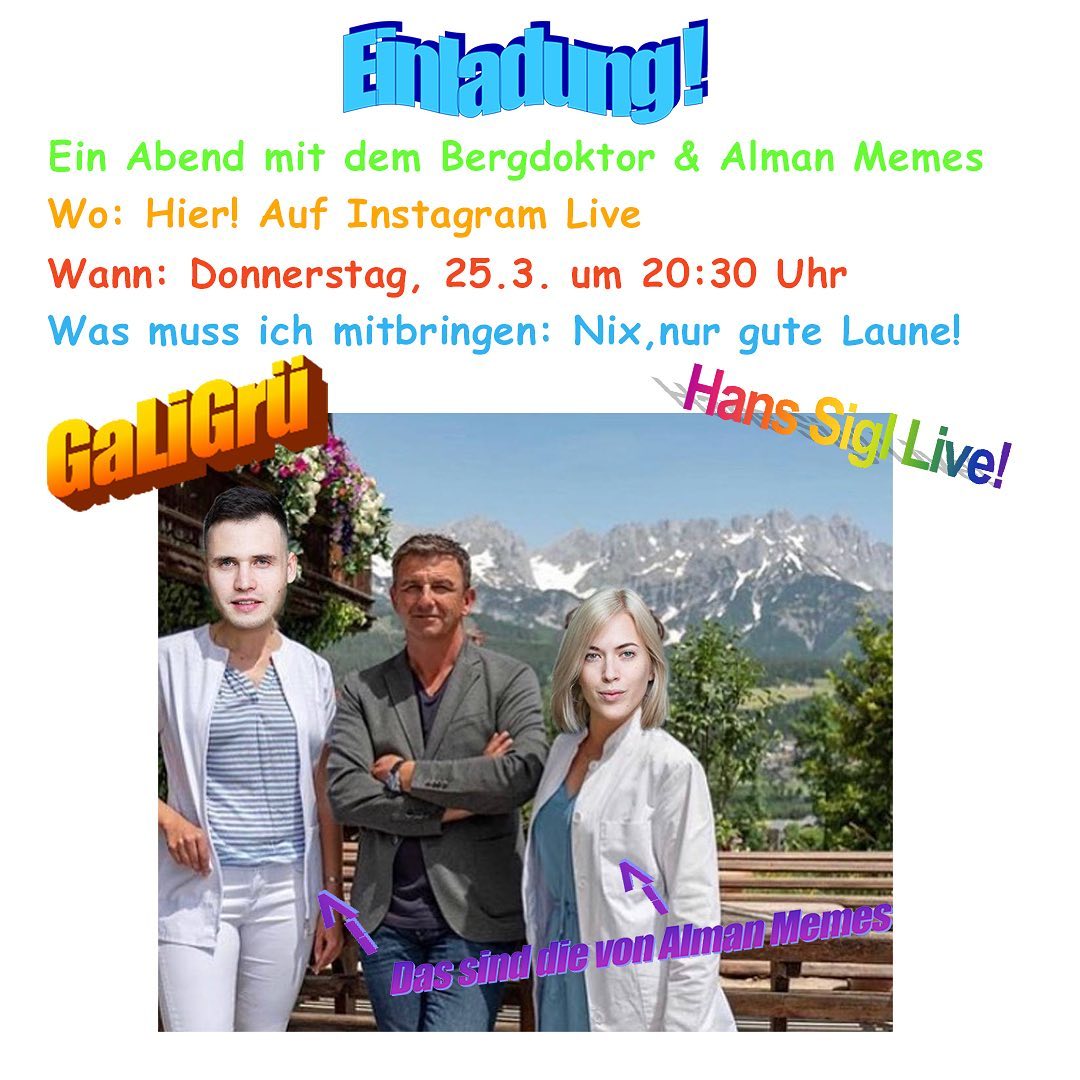 Einladung!
Ein Abend mit dem Bergdoktor & Alman Memes
Wo: Hier! Auf Instagram Live
Wann: Donnerstag, 25.3. um 20:30 Uhr
Was muss ich mitbringen: Nix,nur gute Laune!
GaLiGrü
Hans Sigl Live!
Das sind die von Alman Memes